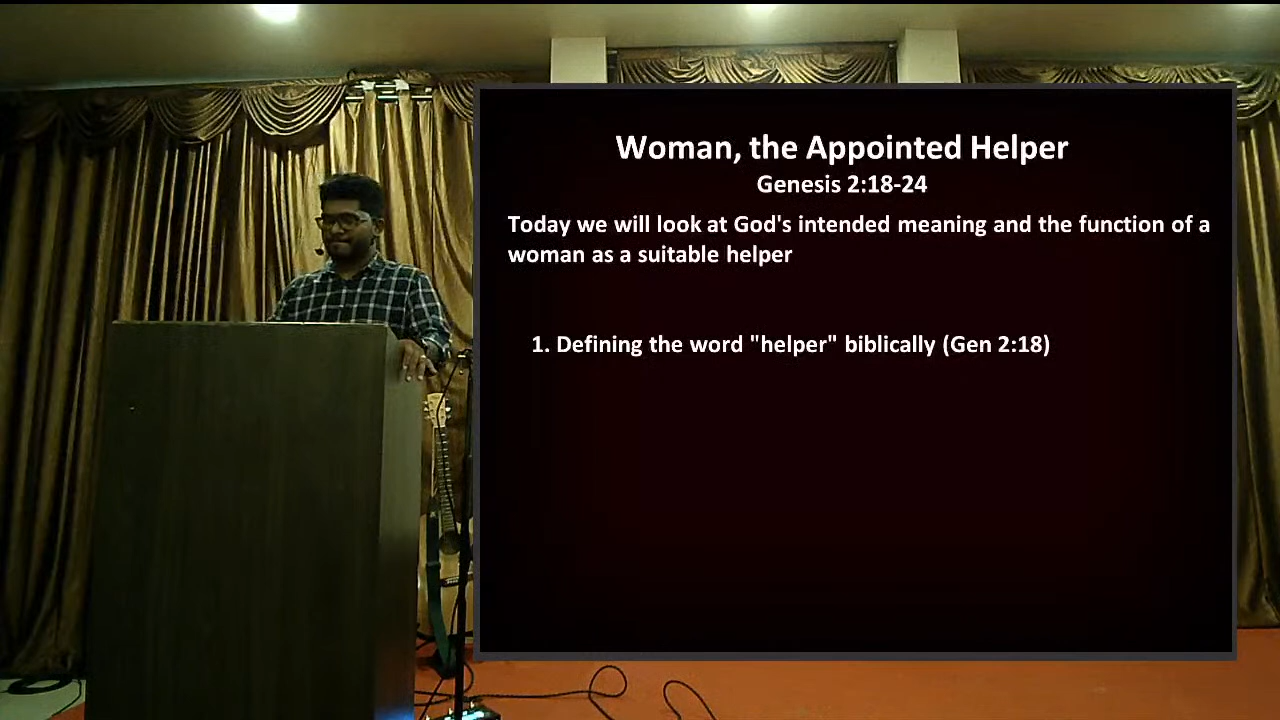 Woman, the Appointed Helper
Genesis 2:18-24
Today we will look at God's intended meaning and the function of a
woman as a suitable helper
1. Defining the word "helper" biblically (Gen 2:18)